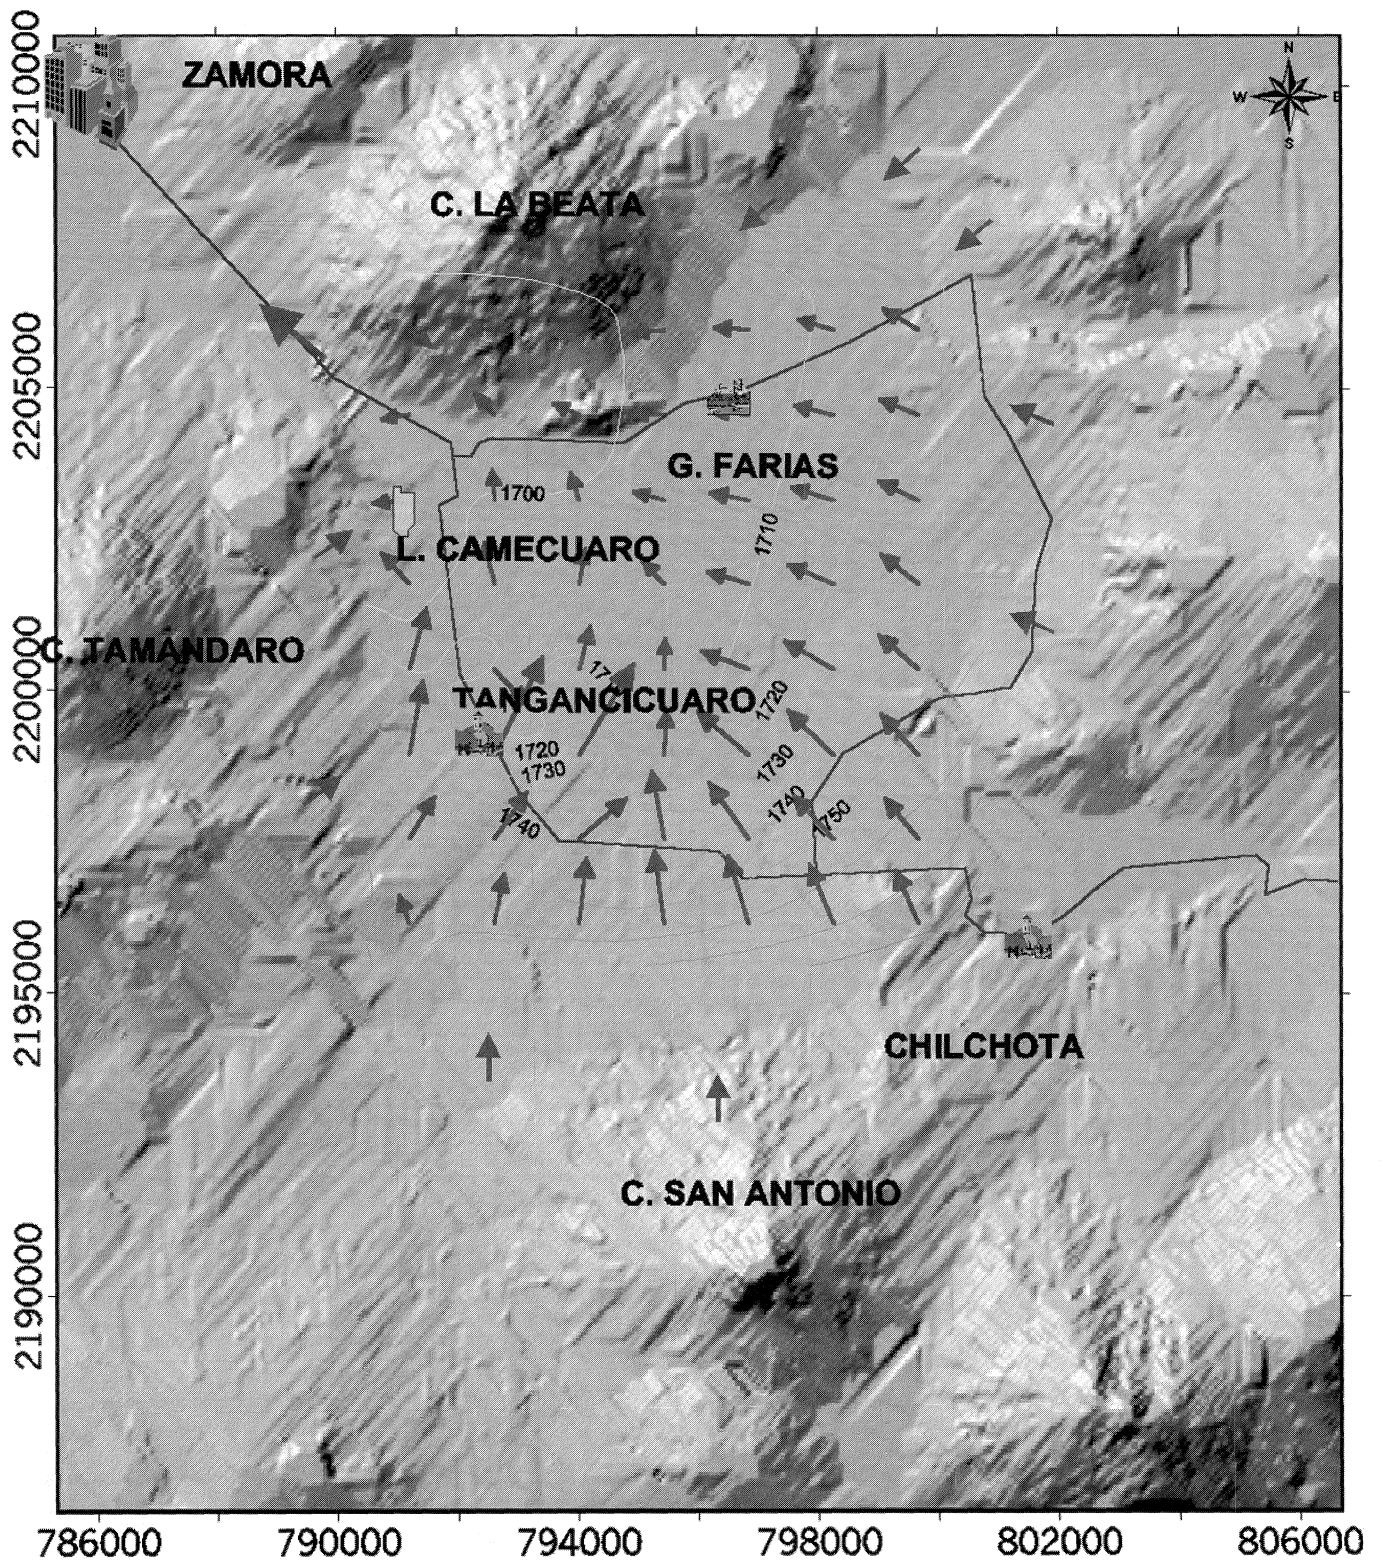 2210000
ZAMORA
N
W
E
S
C. LA BEATA
2205000
G. FARIAS
1700
1710
L. CAMECUARO
2200000
C. TAMANDARO
TANGANCICUARO
1720
1720
1730
1730
1740
1740
1750
2195000
CHILCHOTA
C. SAN ANTONIO
2190000
786000 790000 794000 798000 802000 806000